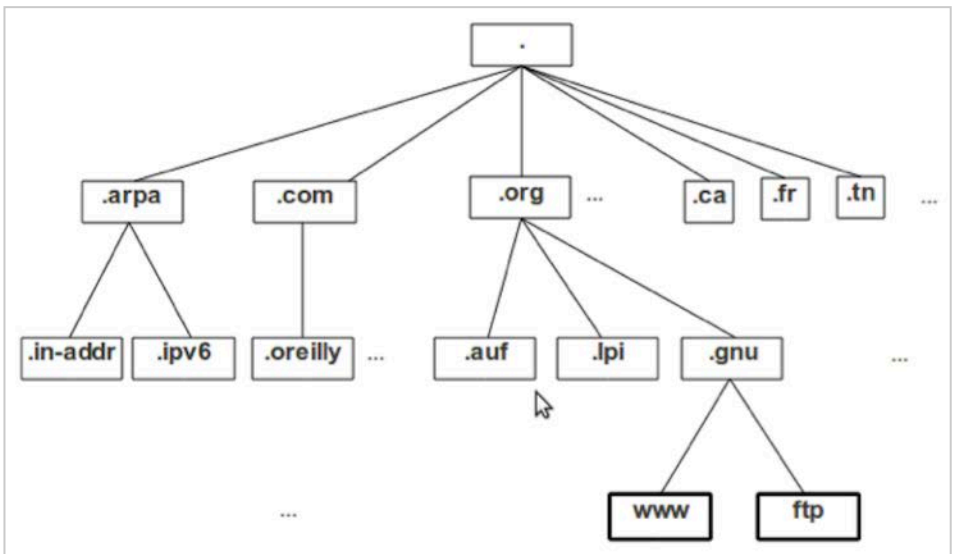 .
.arpa .com .org ... .ca .fr .tn ...
.in-addr .ipv6 .oreilly ... .auf .lpi .gnu ...
... www ftp